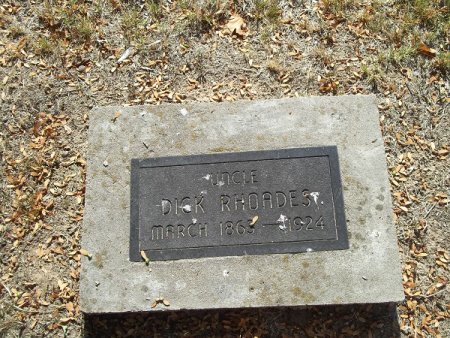 UNCLE
DICK RHOADES
MARCH 1863 — 1924